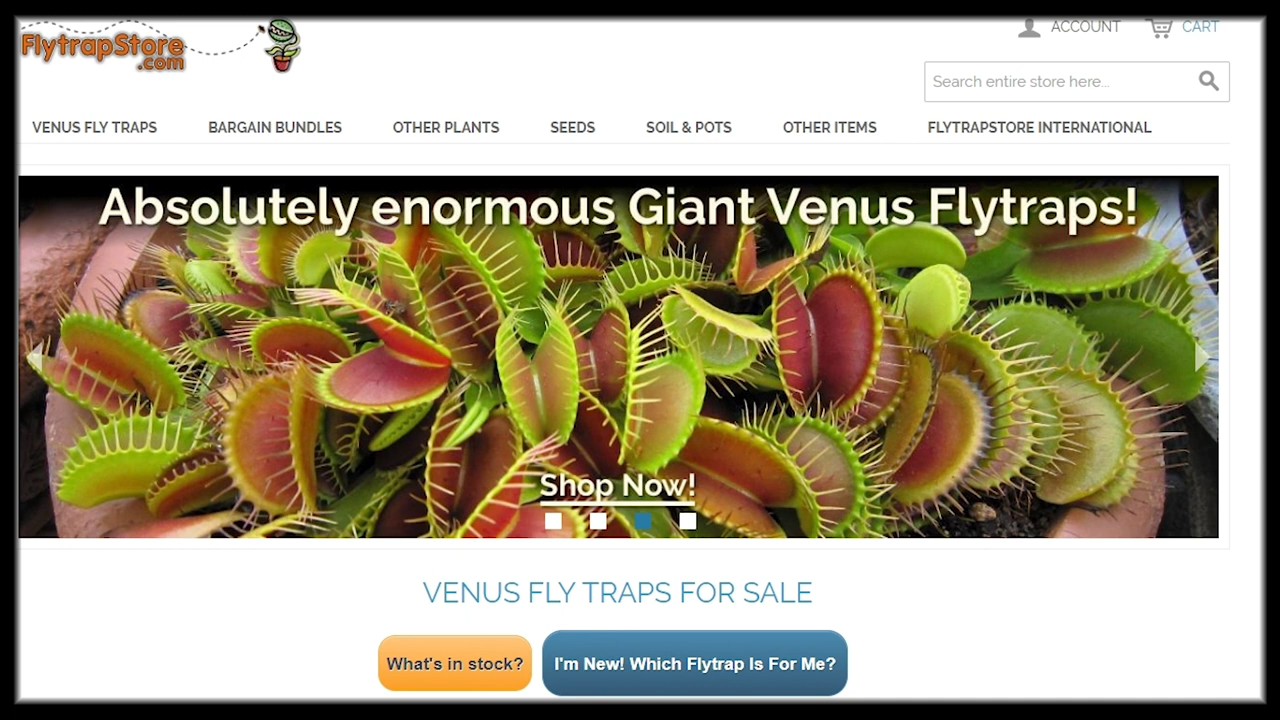 FlytrapStore
.com
ACCOUNT
CART
Search entire store here...
VENUS FLY TRAPS
BARGAIN BUNDLES
OTHER PLANTS
SEEDS
SOIL & POTS
OTHER ITEMS
FLYTRAPSTORE INTERNATIONAL
Absolutely enormous Giant Venus Flytraps!
Shop Now!
VENUS FLY TRAPS FOR SALE
What's in stock?
I'm New! Which Flytrap Is For Me?